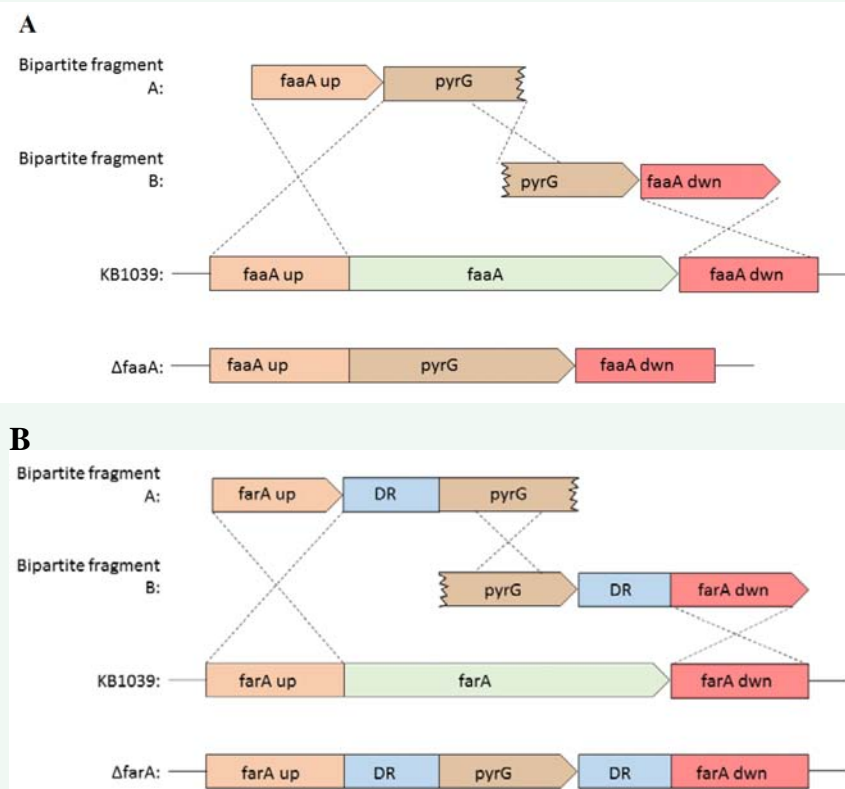 A
Bipartite fragment
A:
faaA up
pyrG
Bipartite fragment
B:
pyrG
faaA dwn
KB1039:
faaA up
faaA
faaA dwn
ΔfaaA:
faaA up
pyrG
faaA dwn
B
Bipartite fragment
A:
farA up
DR
pyrG
Bipartite fragment
B:
pyrG
DR
farA dwn
KB1039:
farA up
farA
farA dwn
ΔfarA:
farA up
DR
pyrG
DR
farA dwn